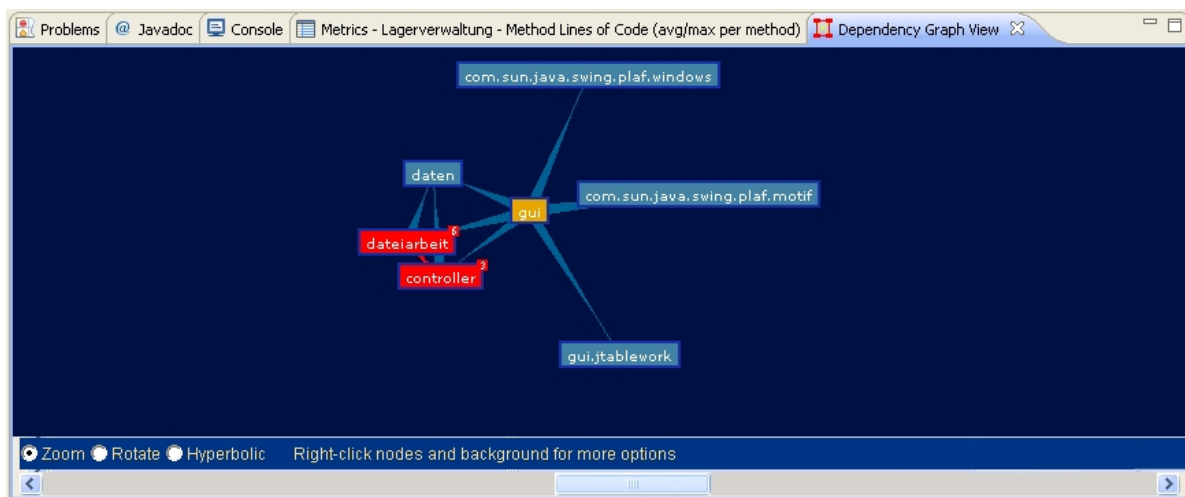 Problems @ Javadoc Console Metrics - Lagerverwaltung - Method Lines of Code (avg/max per method) Dependency Graph View
com.sun.java.swing.plaf.windows
daten
com.sun.java.swing.plaf.motif
gui
dateiarbeit 6
controller 3
gui.jtablework
Zoom Rotate Hyperbolic Right-click nodes and background for more options